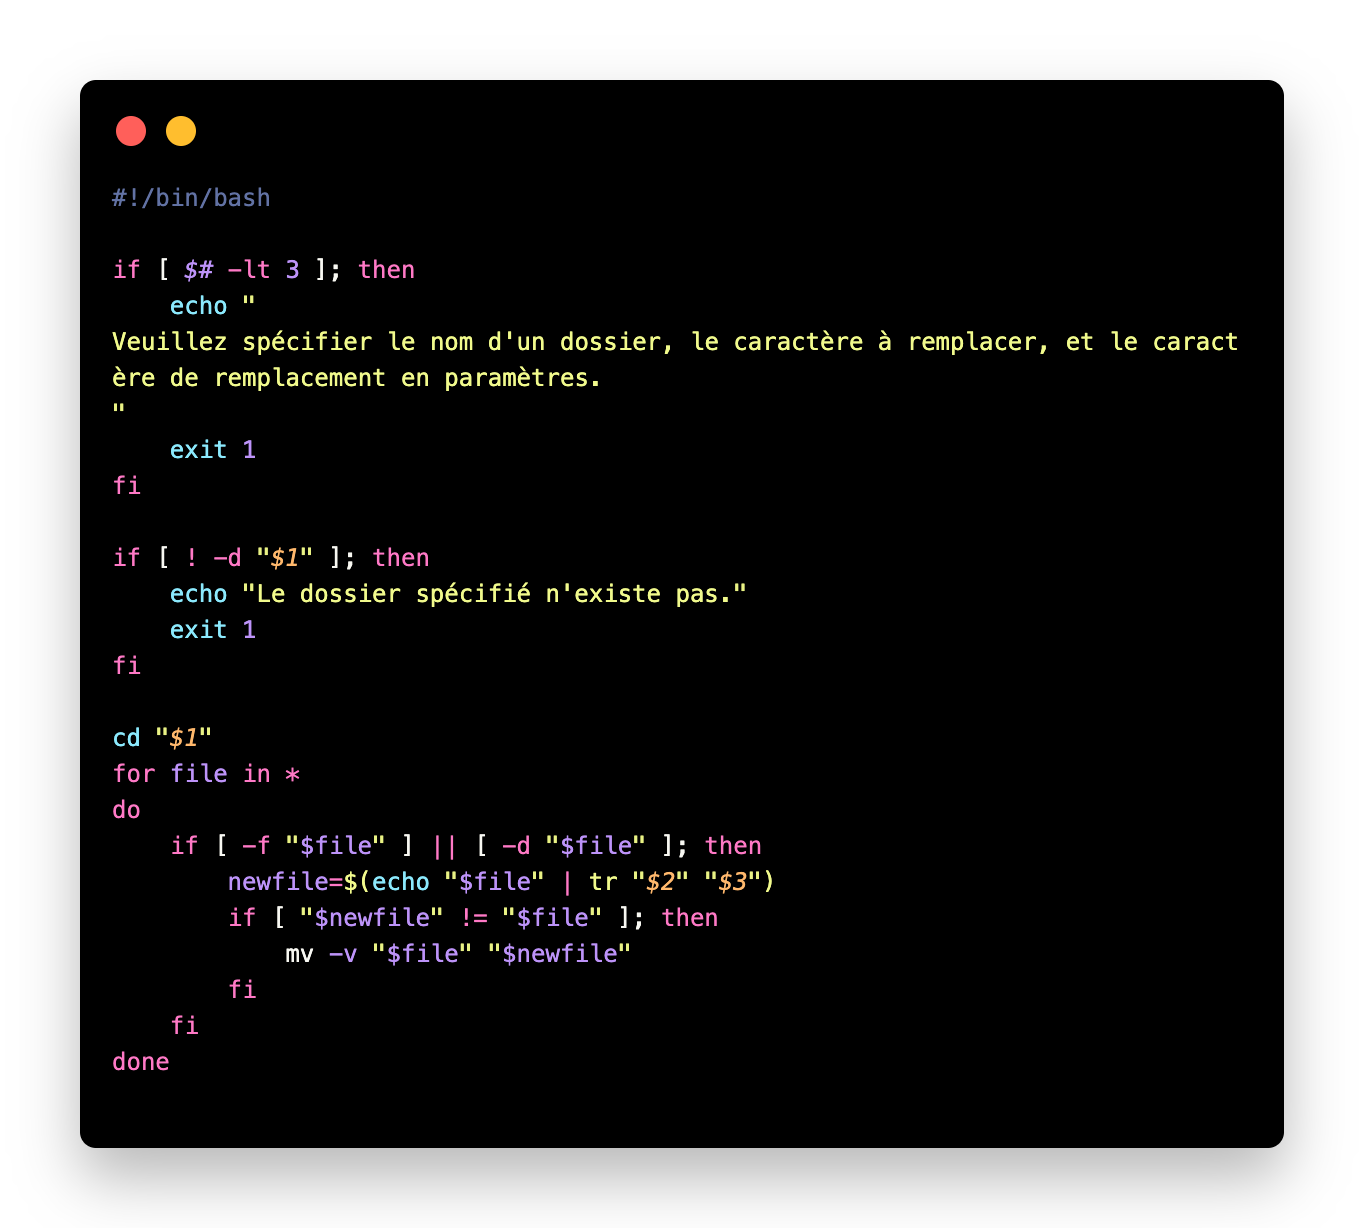 #!/bin/bash

if [ $# -lt 3 ]; then
    echo "
Veuillez spécifier le nom d'un dossier, le caractère à remplacer, et le caract
ère de remplacement en paramètres.
"
    exit 1
fi

if [ ! -d "$1" ]; then
    echo "Le dossier spécifié n'existe pas."
    exit 1
fi

cd "$1"
for file in *
do
    if [ -f "$file" ] || [ -d "$file" ]; then
        newfile=$(echo "$file" | tr "$2" "$3")
        if [ "$newfile" != "$file" ]; then
            mv -v "$file" "$newfile"
        fi
    fi
done